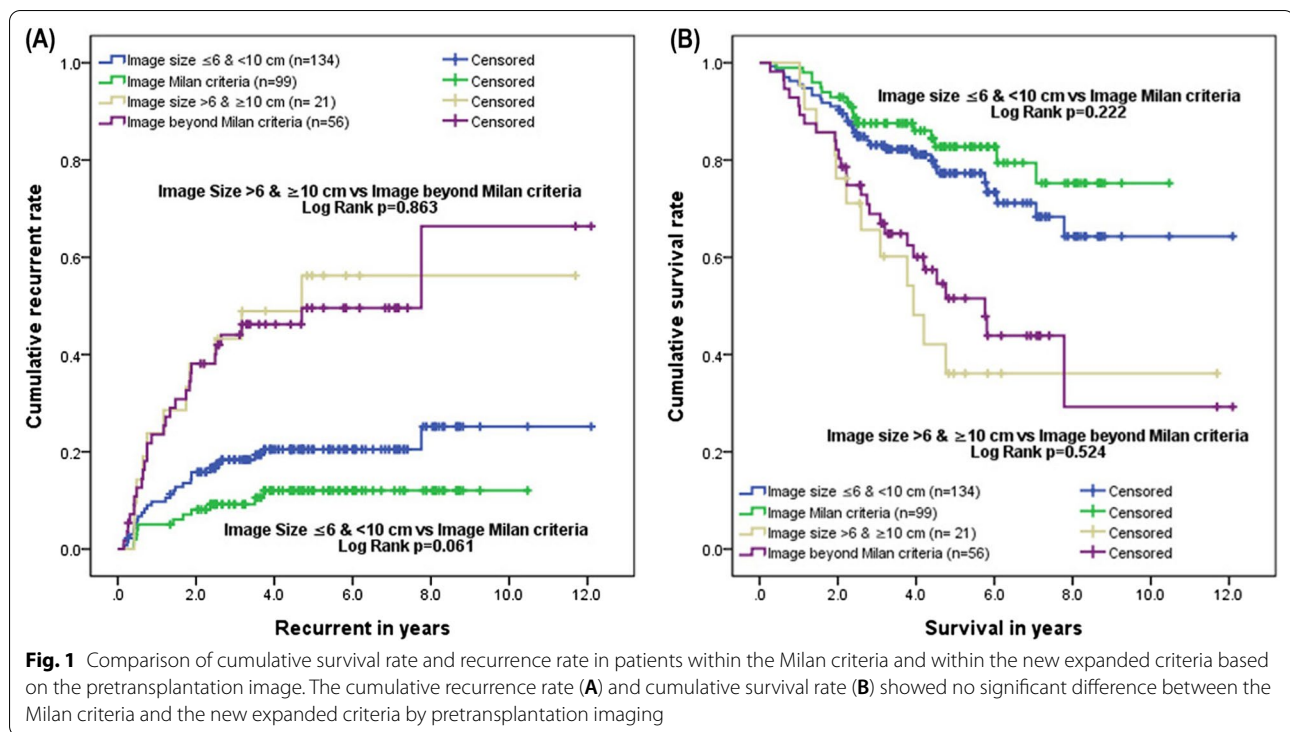 (A)
Image size ≤6 & <10 cm (n=134)
Image Milan criteria (n=99)
Image size >6 & ≥10 cm (n= 21)
Image beyond Milan criteria (n=56)
Censored
Censored
Censored
Censored
Image Size >6 & ≥10 cm vs Image beyond Milan criteria
Log Rank p=0.863
Image Size ≤6 & <10 cm vs Image Milan criteria
Log Rank p=0.061
Cumulative recurrent rate
1.0
0.8
0.6
0.4
0.2
0.0
.0 2.0 4.0 6.0 8.0 10.0 12.0
Recurrent in years
(B)
Image size ≤6 & <10 cm vs Image Milan criteria
Log Rank p=0.222
Image size >6 & ≥10 cm vs Image beyond Milan criteria
Log Rank p=0.524
Image size ≤6 & <10 cm (n=134)
Image Milan criteria (n=99)
Image size >6 & ≥10 cm (n= 21)
Image beyond Milan criteria (n=56)
Censored
Censored
Censored
Censored
Cumulative survival rate
1.0
0.8
0.6
0.4
0.2
0.0
.0 2.0 4.0 6.0 8.0 10.0 12.0
Survival in years
Fig. 1 Comparison of cumulative survival rate and recurrence rate in patients within the Milan criteria and within the new expanded criteria based
on the pretransplantation image. The cumulative recurrence rate (A) and cumulative survival rate (B) showed no significant difference between the
Milan criteria and the new expanded criteria by pretransplantation imaging